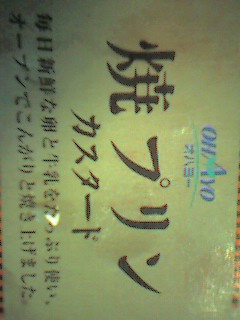 OHAYO
オハヨー
焼プリン
カスタード
毎日新鮮な卵と牛乳をたっぷり使い、
オーブンでこんがりと焼き上げました。